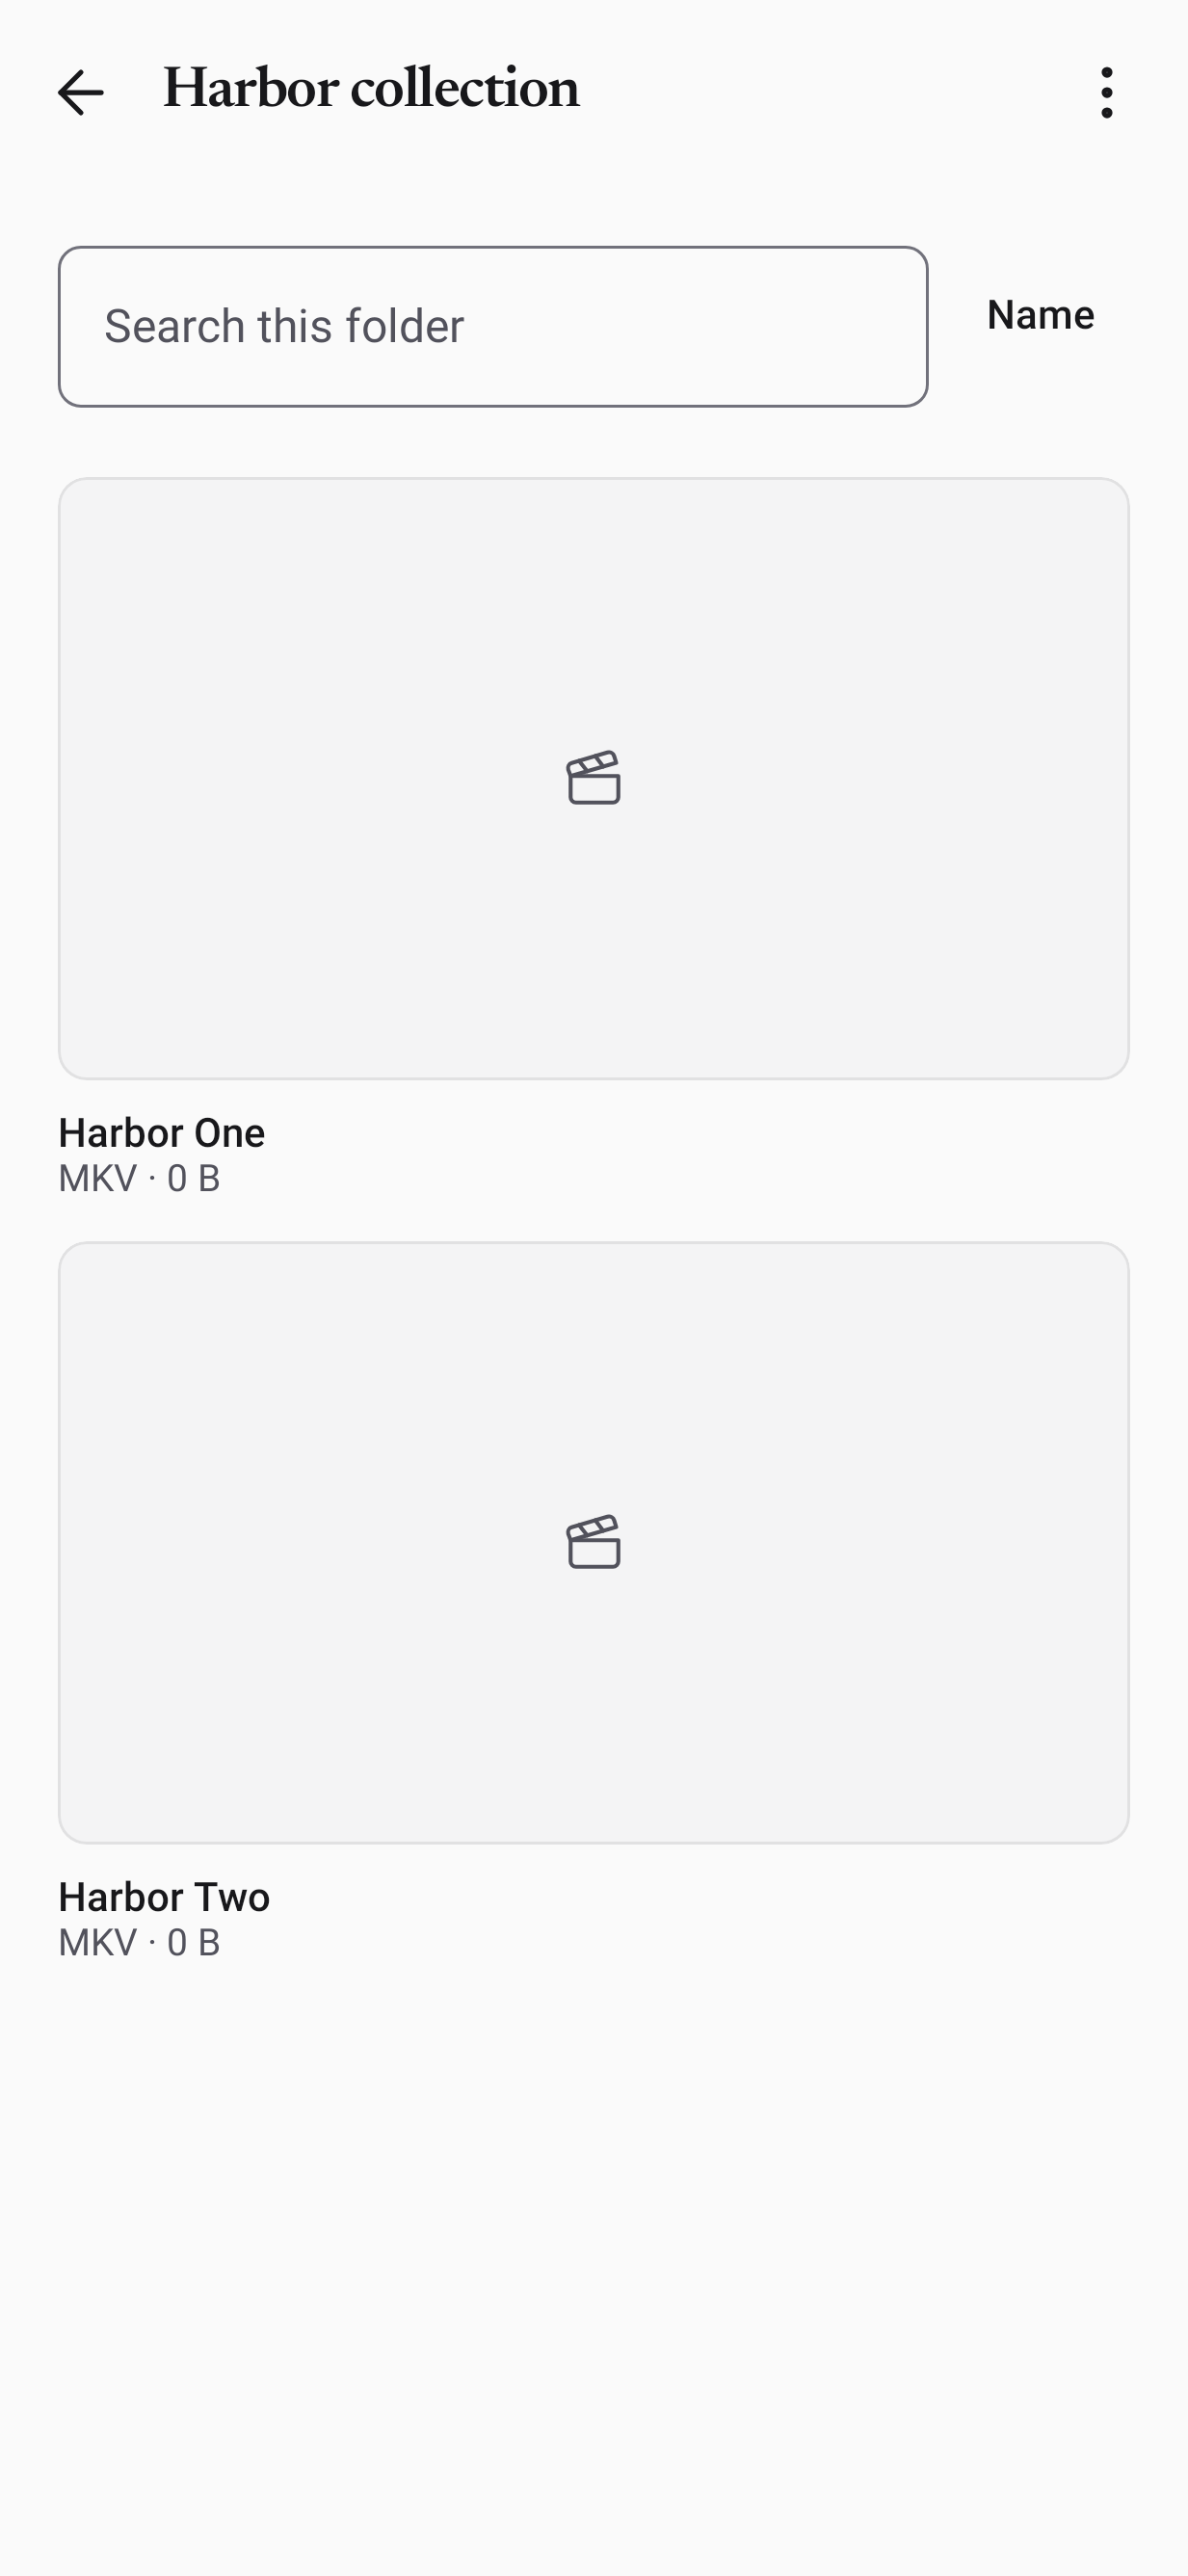 Harbor collection
Search this folder
Name
Harbor One
MKV · 0 B
Harbor Two
MKV · 0 B